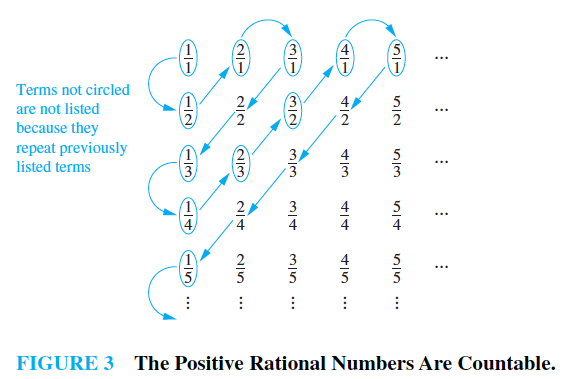 1/1 2/1 3/1 4/1 5/1 ...
Terms not circled
are not listed
because they
repeat previously
listed terms
1/2 2/2 3/2 4/2 5/2 ...
1/3 2/3 3/3 4/3 5/3 ...
1/4 2/4 3/4 4/4 5/4 ...
1/5 2/5 3/5 4/5 5/5 ...
⋮ ⋮ ⋮ ⋮ ⋮
FIGURE 3 The Positive Rational Numbers Are Countable.